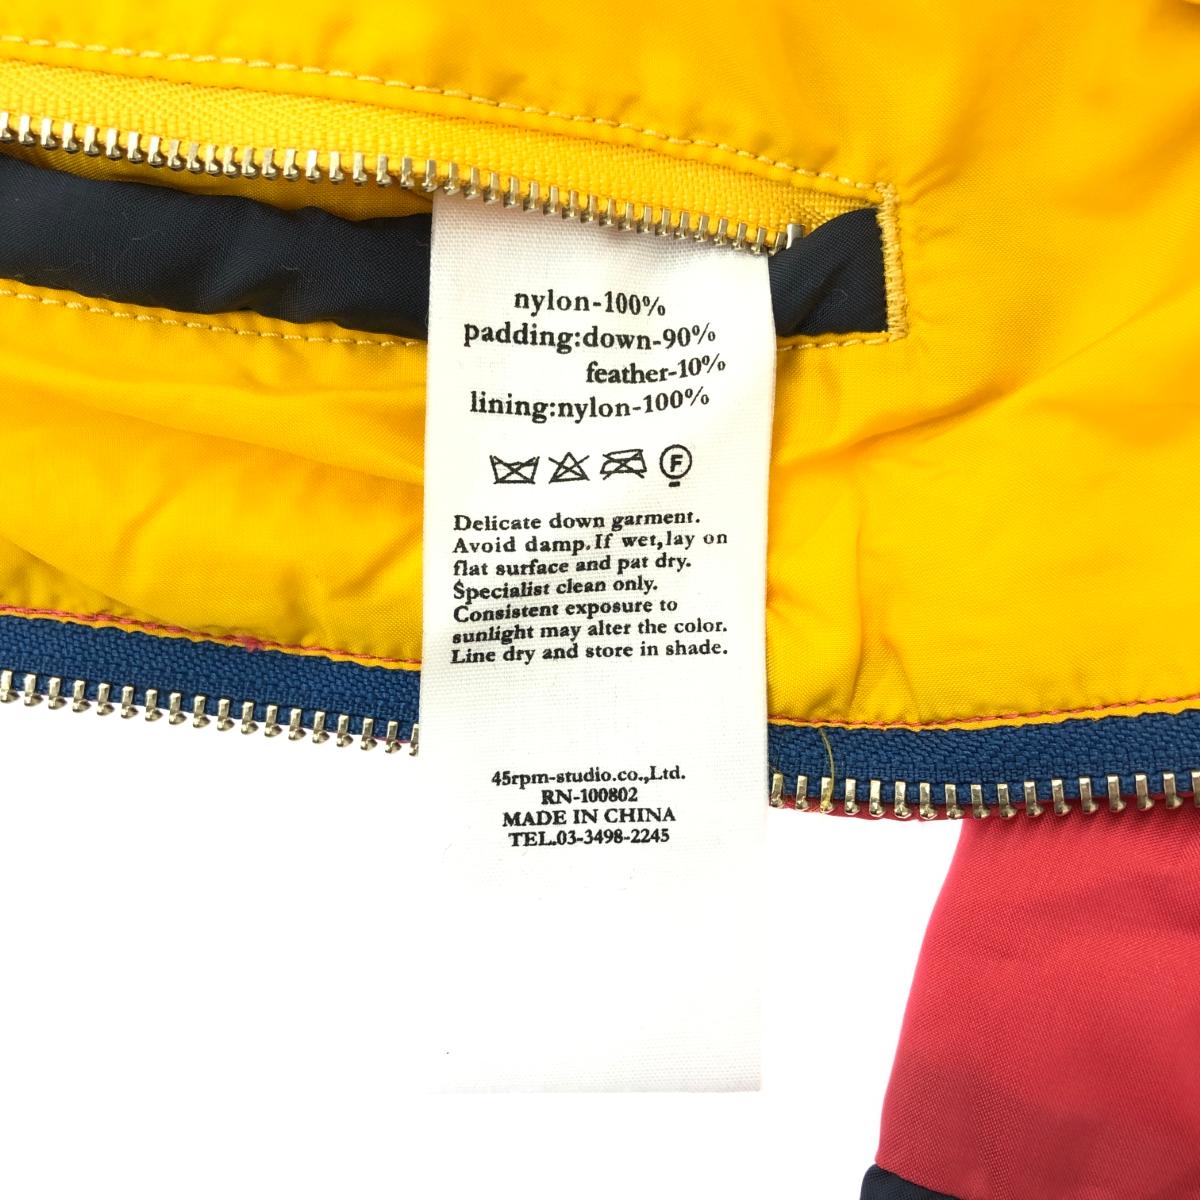 nylon-100%
padding:down-90%
feather-10%
lining:nylon-100%
F
Delicate down garment.
Avoid damp.If wet,lay on
flat surface and pat dry.
Specialist clean only.
Consistent exposure to
sunlight may alter the color.
Line dry and store in shade.
45rpm-studio.co.,Ltd.
RN-100802
MADE IN CHINA
TEL.03-3498-2245